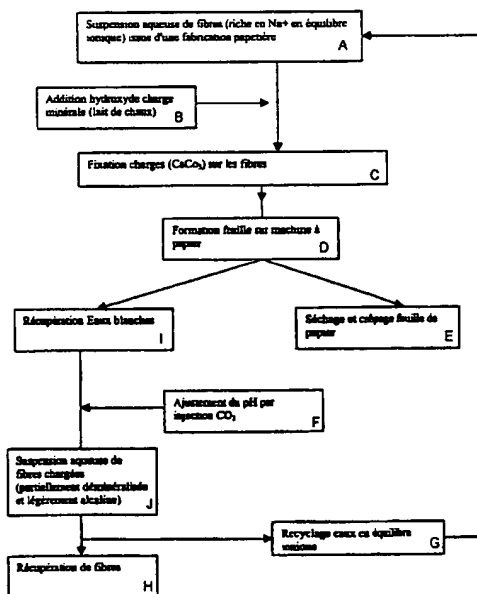 Suspension aqueuse de fibres (riche en Na+ en équilibre
ionique) issue d'une fabrication papetière
A
Addition hydroxyde charge
minérale (lait de chaux)
B
Fixation charges (CaCo₃) sur les fibres
C
Formation feuille sur machine à
papier
D
Récupération Eaux blanches
I
Séchage et crêpage feuille de
papier
E
Ajustement du pH par
injection CO₂
F
Suspension aqueuse de
fibres chargées
(partiellement déminéralisée
et légèrement alcaline)
J
Recyclage eaux en équilibre
ionique
G
Récupération de fibres
H